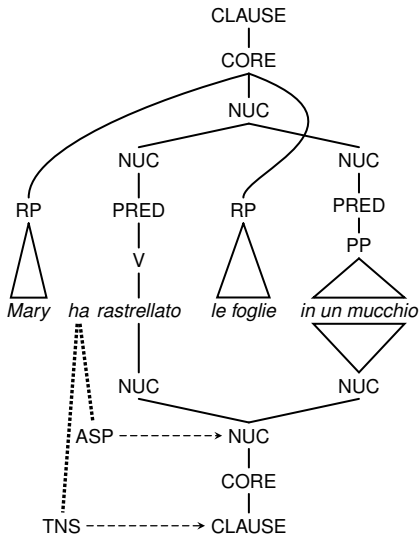 CLAUSE
CORE
NUC
NUC NUC
RP PRED RP PRED
PP
V
Mary ha rastrellato le foglie in un mucchio
NUC NUC
ASP NUC
CORE
TNS CLAUSE